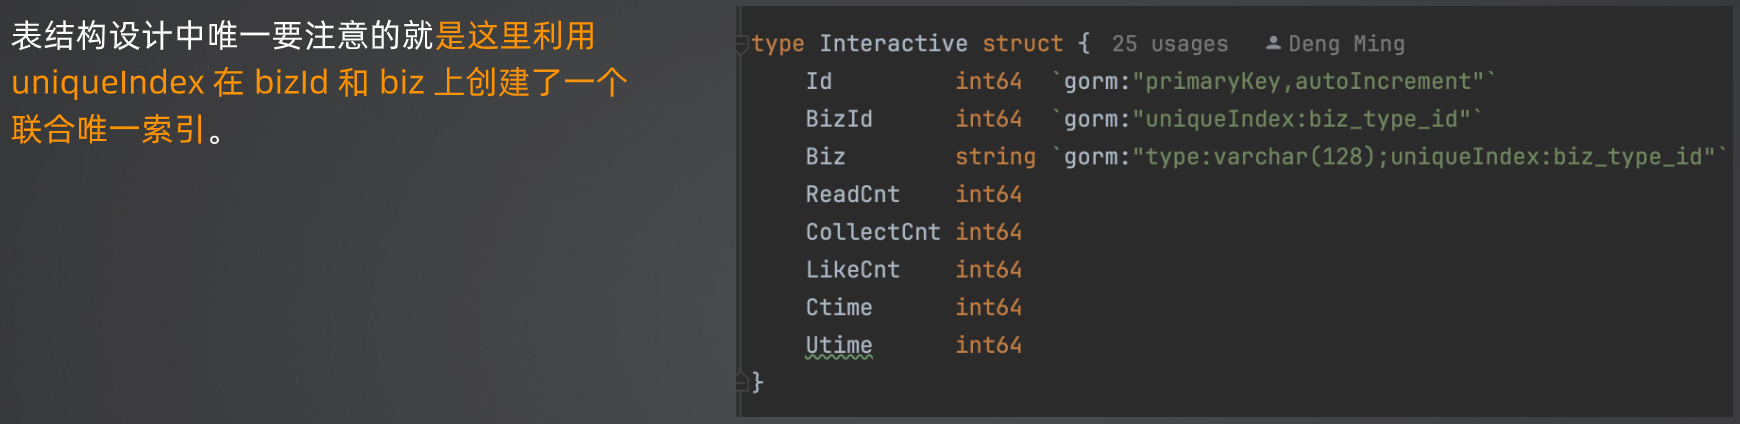 表结构设计中唯一要注意的就是这里利用
uniqueIndex 在 bizId 和 biz 上创建了一个
联合唯一索引。
type Interactive struct { 25 usages Deng Ming
Id int64 `gorm:"primaryKey,autoIncrement"`
BizId int64 `gorm:"uniqueIndex:biz_type_id"`
Biz string `gorm:"type:varchar(128);uniqueIndex:biz_type_id"`
ReadCnt int64
CollectCnt int64
LikeCnt int64
Ctime int64
Utime int64
}